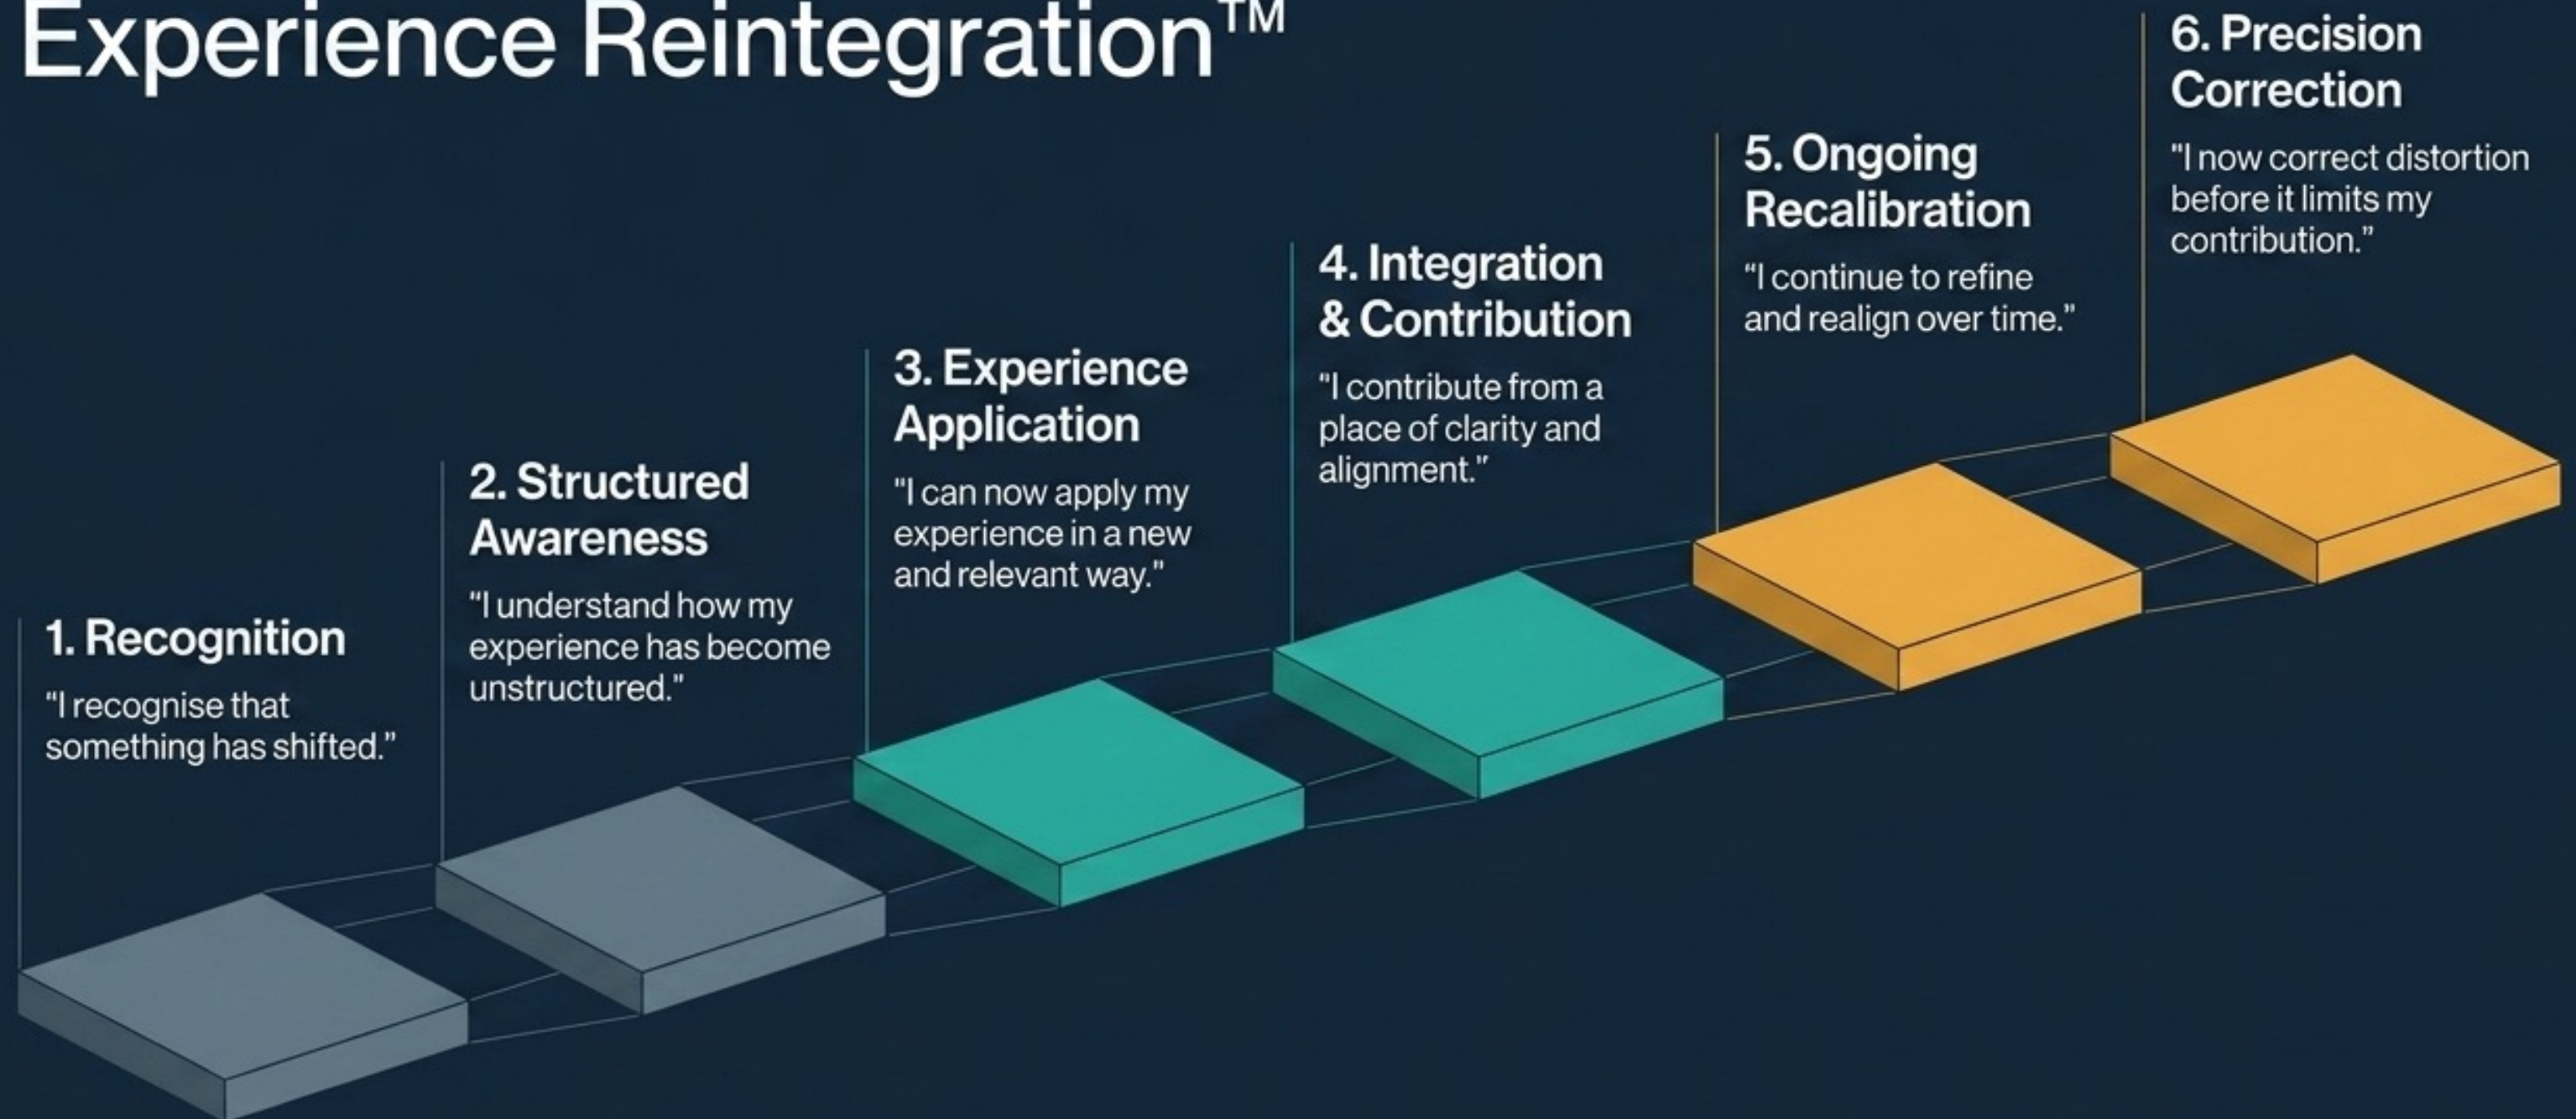 Experience Reintegration™
1. Recognition
“I recognise that
something has shifted.”
2. Structured
Awareness
“I understand how my
experience has become
unstructured.”
3. Experience
Application
"I can now apply my
experience in a new
and relevant way.”
4. Integration
& Contribution
"I contribute from a
place of clarity and
alignment.”
5. Ongoing
Recalibration
“I continue to refine
and realign over time.”
6. Precision
Correction
"I now correct distortion
before it limits my
contribution.”